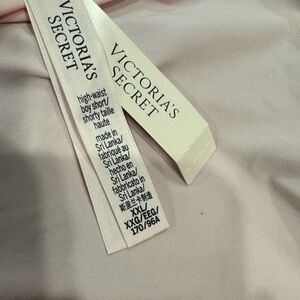 VICTORIA'S
SECRET
high-waist
boy short/
shorty taille
haute
made in
Sri Lanka/
fabriqué au
Sri Lanka/
hecho en
Sri Lanka/
fabbricato in
Sri Lanka/
斯里兰卡制造
XXL/
XXG/EEG/
170/96A
VICTORIA'S
SECRET